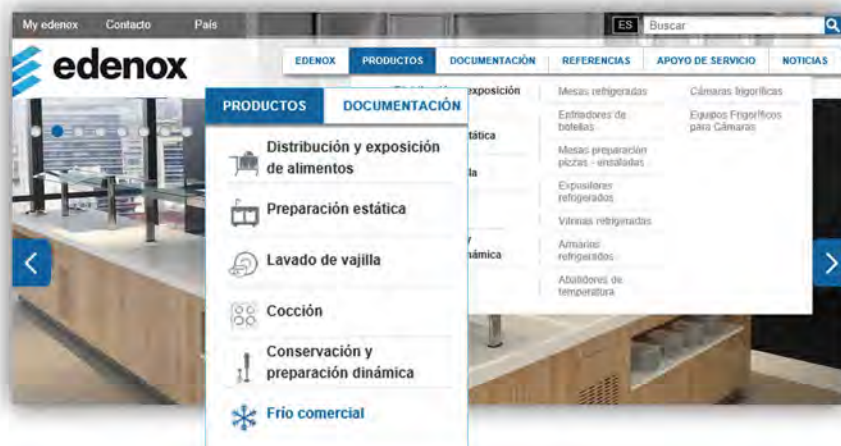 My edenox Contacto País ES Buscar
edenox
EDENOX PRODUCTOS DOCUMENTACIÓN REFERENCIAS APOYO DE SERVICIO NOTICIAS
PRODUCTOS DOCUMENTACIÓN
Distribución y exposición
de alimentos
Preparación estática
Lavado de vajilla
Cocción
Conservación y
preparación dinámica
Frío comercial
exposición
Mesas refrigeradas
Enfriadores de
botellas
Mesas preparación
pizzas - ensaladas
Expositores
refrigerados
Vitrinas refrigeradas
Armarios
refrigerados
Abatidores de
temperatura
Cámaras frigoríficas
Equipos Frigoríficos
para Cámaras